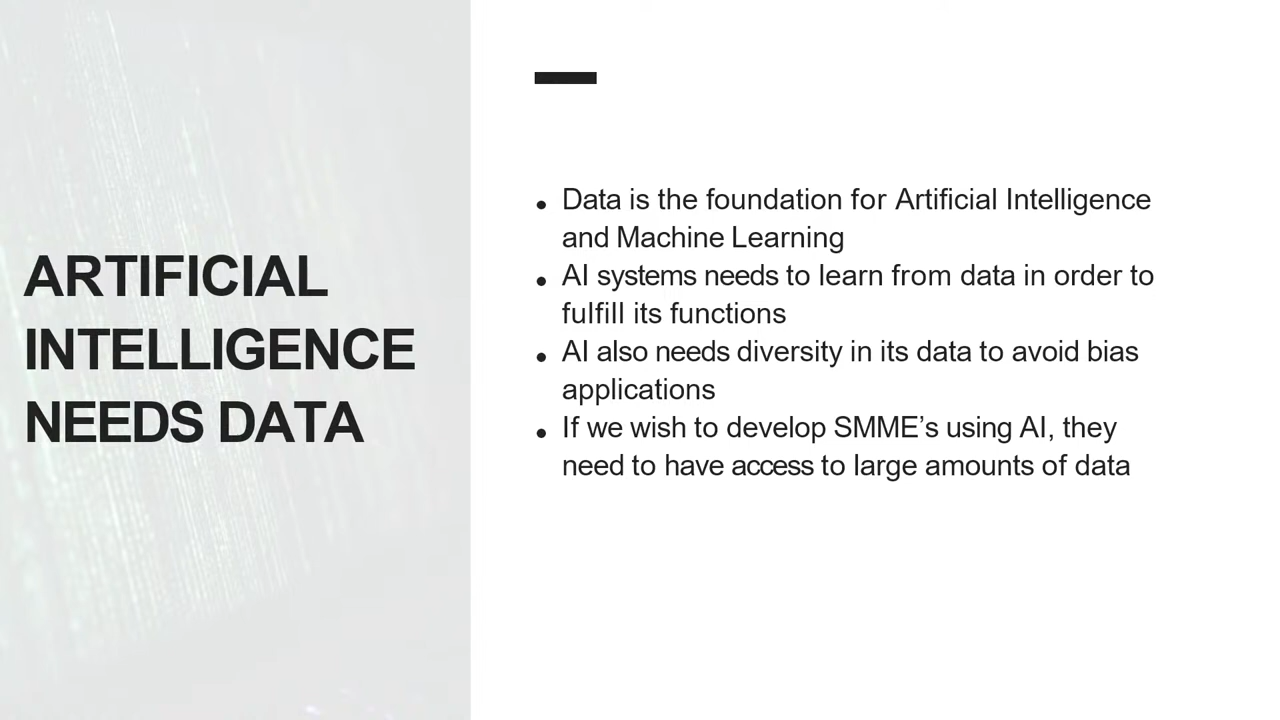 ARTIFICIAL
INTELLIGENCE
NEEDS DATA
• Data is the foundation for Artificial Intelligence
and Machine Learning
• AI systems needs to learn from data in order to
fulfill its functions
• AI also needs diversity in its data to avoid bias
applications
• If we wish to develop SMME’s using AI, they
need to have access to large amounts of data